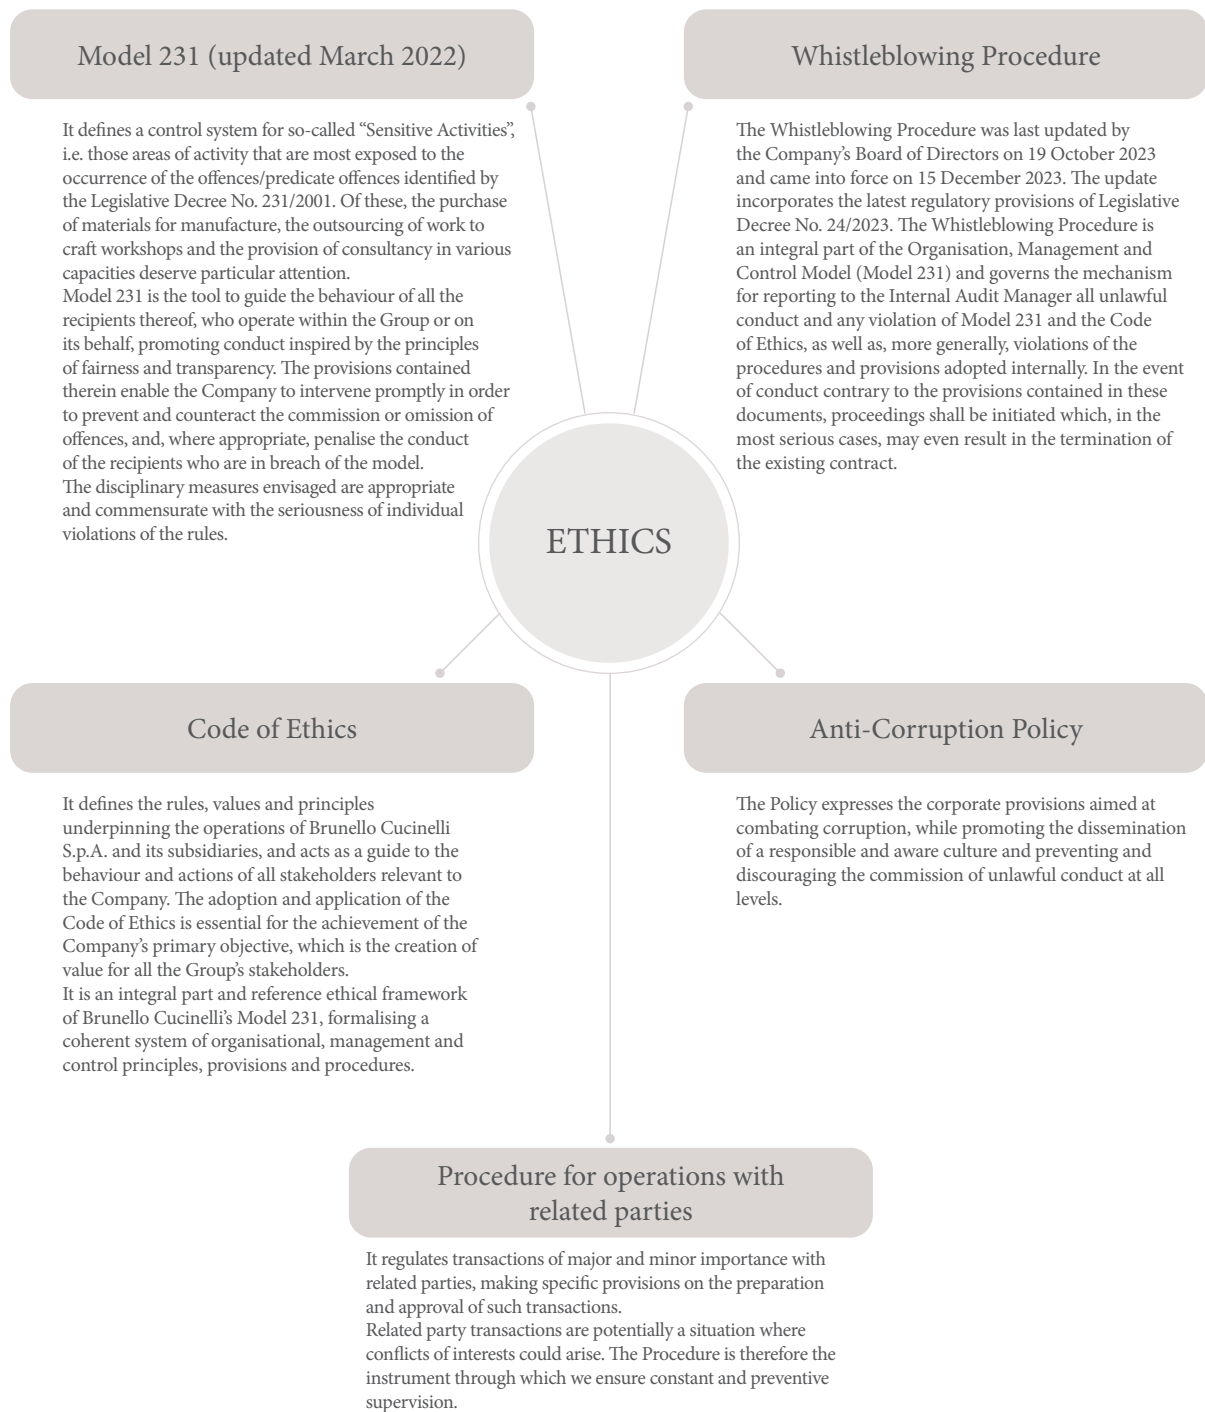 Model 231 (updated March 2022)
It defines a control system for so-called “Sensitive Activities”,
i.e. those areas of activity that are most exposed to the
occurrence of the offences/predicate offences identified by
the Legislative Decree No. 231/2001. Of these, the purchase
of materials for manufacture, the outsourcing of work to
craft workshops and the provision of consultancy in various
capacities deserve particular attention.
Model 231 is the tool to guide the behaviour of all the
recipients thereof, who operate within the Group or on
its behalf, promoting conduct inspired by the principles
of fairness and transparency. The provisions contained
therein enable the Company to intervene promptly in order
to prevent and counteract the commission or omission of
offences, and, where appropriate, penalise the conduct
of the recipients who are in breach of the model.
The disciplinary measures envisaged are appropriate
and commensurate with the seriousness of individual
violations of the rules.
Whistleblowing Procedure
The Whistleblowing Procedure was last updated by
the Company’s Board of Directors on 19 October 2023
and came into force on 15 December 2023. The update
incorporates the latest regulatory provisions of Legislative
Decree No. 24/2023. The Whistleblowing Procedure is
an integral part of the Organisation, Management and
Control Model (Model 231) and governs the mechanism
for reporting to the Internal Audit Manager all unlawful
conduct and any violation of Model 231 and the Code
of Ethics, as well as, more generally, violations of the
procedures and provisions adopted internally. In the event
of conduct contrary to the provisions contained in these
documents, proceedings shall be initiated which, in the
most serious cases, may even result in the termination of
the existing contract.
ETHICS
Code of Ethics
It defines the rules, values and principles
underpinning the operations of Brunello Cucinelli
S.p.A. and its subsidiaries, and acts as a guide to the
behaviour and actions of all stakeholders relevant to
the Company. The adoption and application of the
Code of Ethics is essential for the achievement of the
Company’s primary objective, which is the creation of
value for all the Group’s stakeholders.
It is an integral part and reference ethical framework
of Brunello Cucinelli’s Model 231, formalising a
coherent system of organisational, management and
control principles, provisions and procedures.
Anti-Corruption Policy
The Policy expresses the corporate provisions aimed at
combating corruption, while promoting the dissemination
of a responsible and aware culture and preventing and
discouraging the commission of unlawful conduct at all
levels.
Procedure for operations with
related parties
It regulates transactions of major and minor importance with
related parties, making specific provisions on the preparation
and approval of such transactions.
Related party transactions are potentially a situation where
conflicts of interests could arise. The Procedure is therefore the
instrument through which we ensure constant and preventive
supervision.